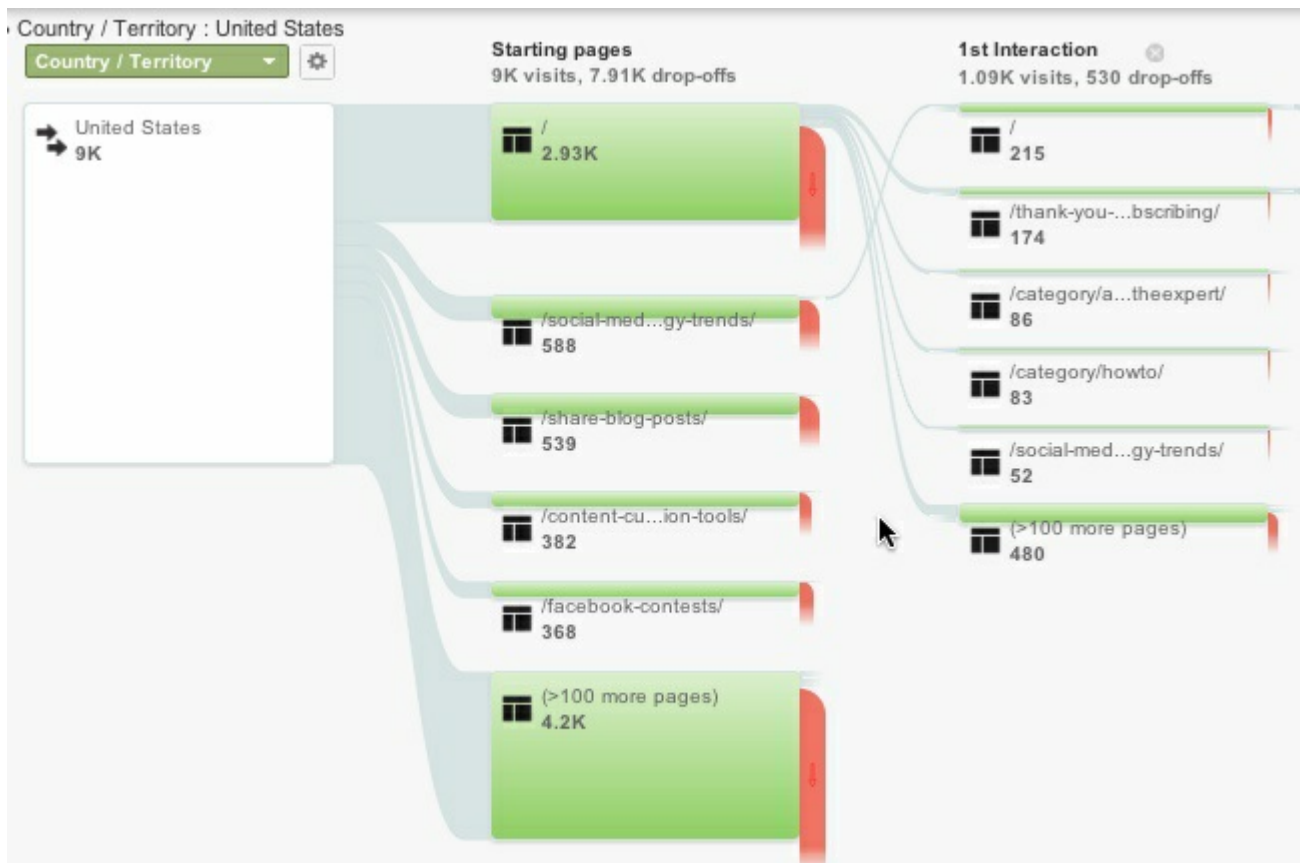 Country / Territory : United States
Country / Territory
United States
9K
Starting pages
9K visits, 7.91K drop-offs
/
2.93K
/social-med...gy-trends/
588
/share-blog-posts/
539
/content-cu...ion-tools/
382
/facebook-contests/
368
(>100 more pages)
4.2K
1st Interaction
1.09K visits, 530 drop-offs
/
215
/thank-you-...bscribing/
174
/category/a...theexpert/
86
/category/howto/
83
/social-med...gy-trends/
52
(>100 more pages)
480